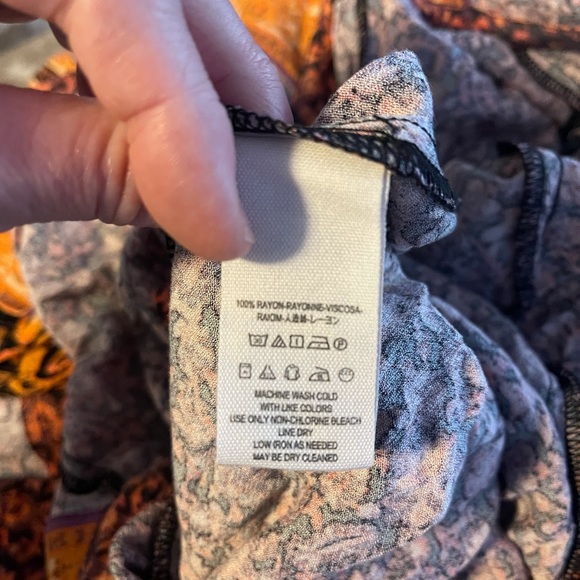 100% RAYON-RAYONNE-VISCOSA-
RAIOM-人造絲-レーヨン
MACHINE WASH COLD
WITH LIKE COLORS
USE ONLY NON-CHLORINE BLEACH
LINE DRY
LOW IRON AS NEEDED
MAY BE DRY CLEANED